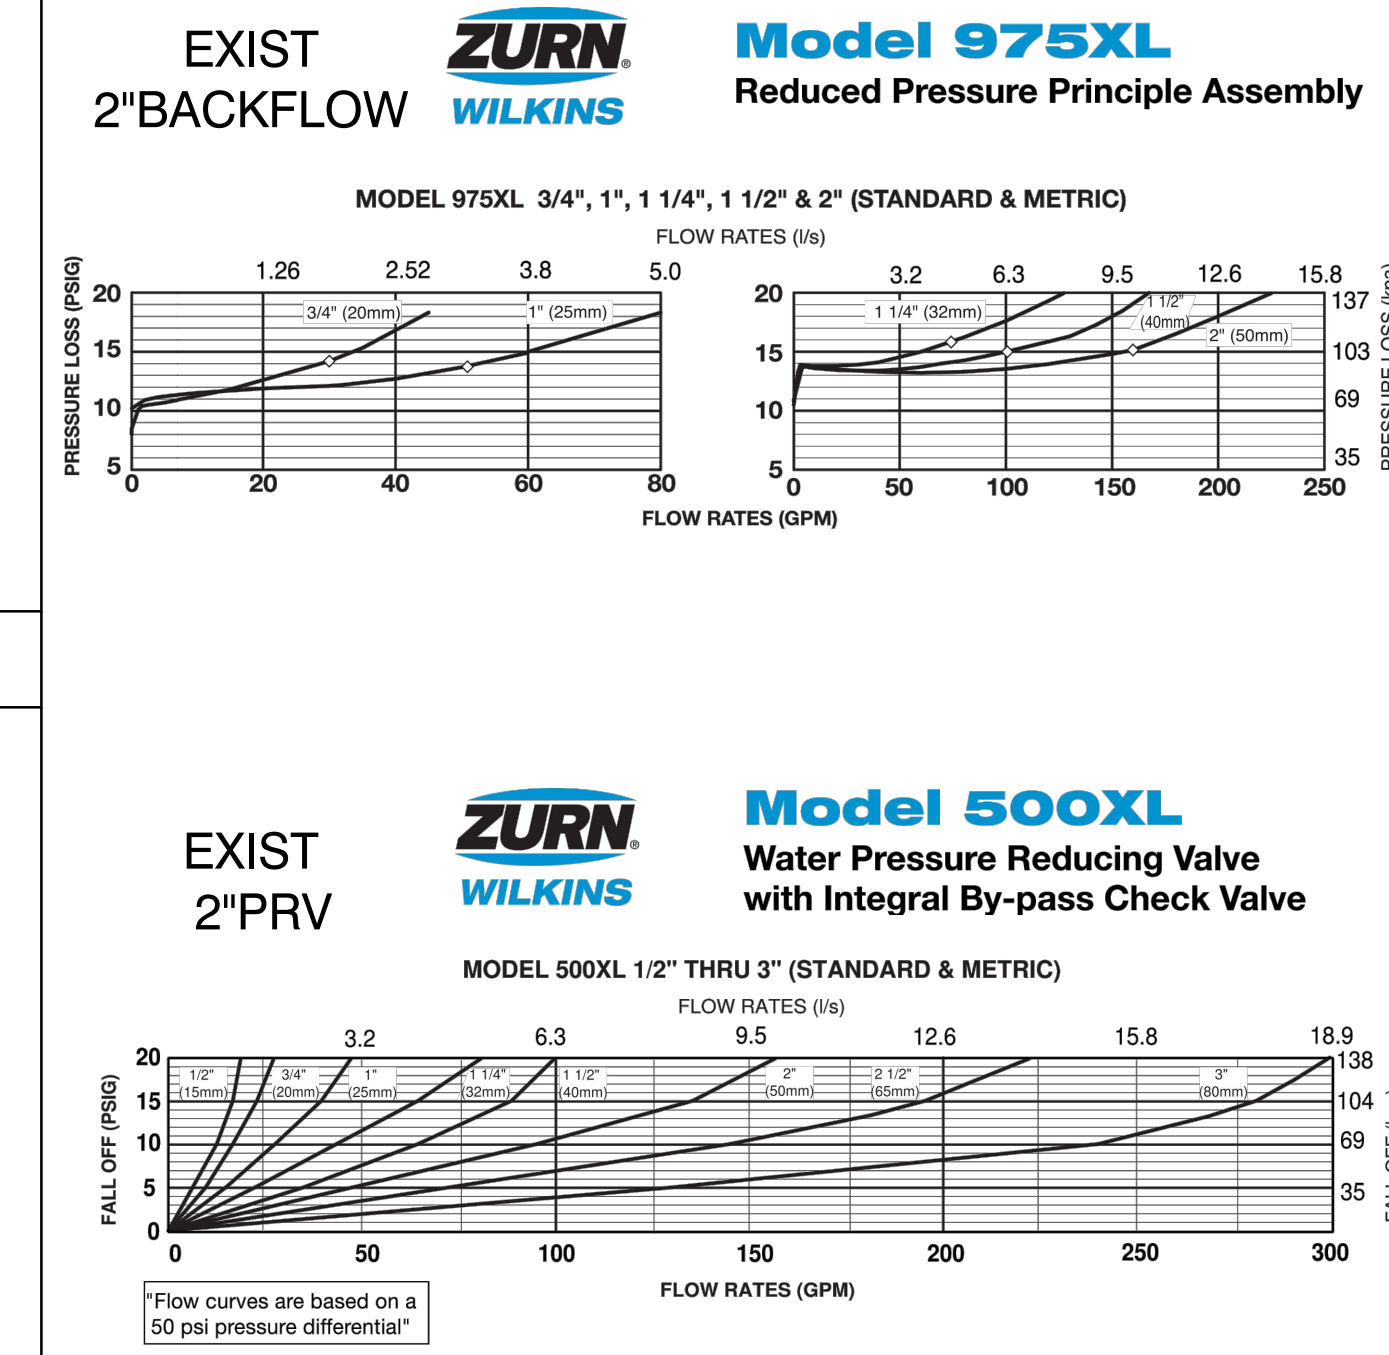 EXIST
2"BACKFLOW
ZURN®
WILKINS
Model 975XL
Reduced Pressure Principle Assembly
MODEL 975XL 3/4", 1", 1 1/4", 1 1/2" & 2" (STANDARD & METRIC)
FLOW RATES (l/s)
1.26 2.52 3.8 5.0
PRESSURE LOSS (PSIG)
20
15
10
5
3/4" (20mm)
1" (25mm)
0 20 40 60 80
3.2 6.3 9.5 12.6 15.8
20
15
10
5
1 1/4" (32mm)
1 1/2"
(40mm)
2" (50mm)
137
103
69
35
0 50 100 150 200 250
FLOW RATES (GPM)
EXIST
2"PRV
ZURN®
WILKINS
Model 500XL
Water Pressure Reducing Valve
with Integral By-pass Check Valve
MODEL 500XL 1/2" THRU 3" (STANDARD & METRIC)
FLOW RATES (l/s)
3.2 6.3 9.5 12.6 15.8 18.9
FALL OFF (PSIG)
20
15
10
5
0
1/2"
(15mm)
3/4"
(20mm)
1"
(25mm)
1 1/4"
(32mm)
1 1/2"
(40mm)
2"
(50mm)
2 1/2"
(65mm)
3"
(80mm)
138
104
69
35
0 50 100 150 200 250 300
FLOW RATES (GPM)
"Flow curves are based on a
50 psi pressure differential"